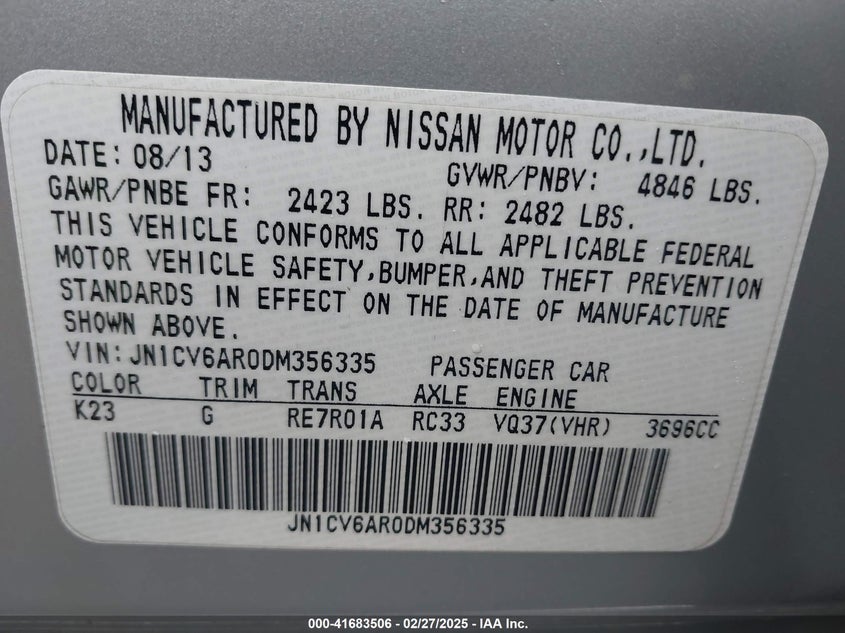 MANUFACTURED BY NISSAN MOTOR CO.,LTD.
DATE: 08/13 GVWR/PNBV: 4846 LBS.
GAWR/PNBE FR: 2423 LBS. RR: 2482 LBS.
THIS VEHICLE CONFORMS TO ALL APPLICABLE FEDERAL
MOTOR VEHICLE SAFETY,BUMPER,AND THEFT PREVENTION
STANDARDS IN EFFECT ON THE DATE OF MANUFACTURE
SHOWN ABOVE.
VIN: JN1CV6AR0DM356335 PASSENGER CAR
COLOR TRIM TRANS AXLE ENGINE
K23 G RE7R01A RC33 VQ37(VHR) 3696CC
JN1CV6AR0DM356335
000-41683506 - 02/27/2025 - IAA Inc.